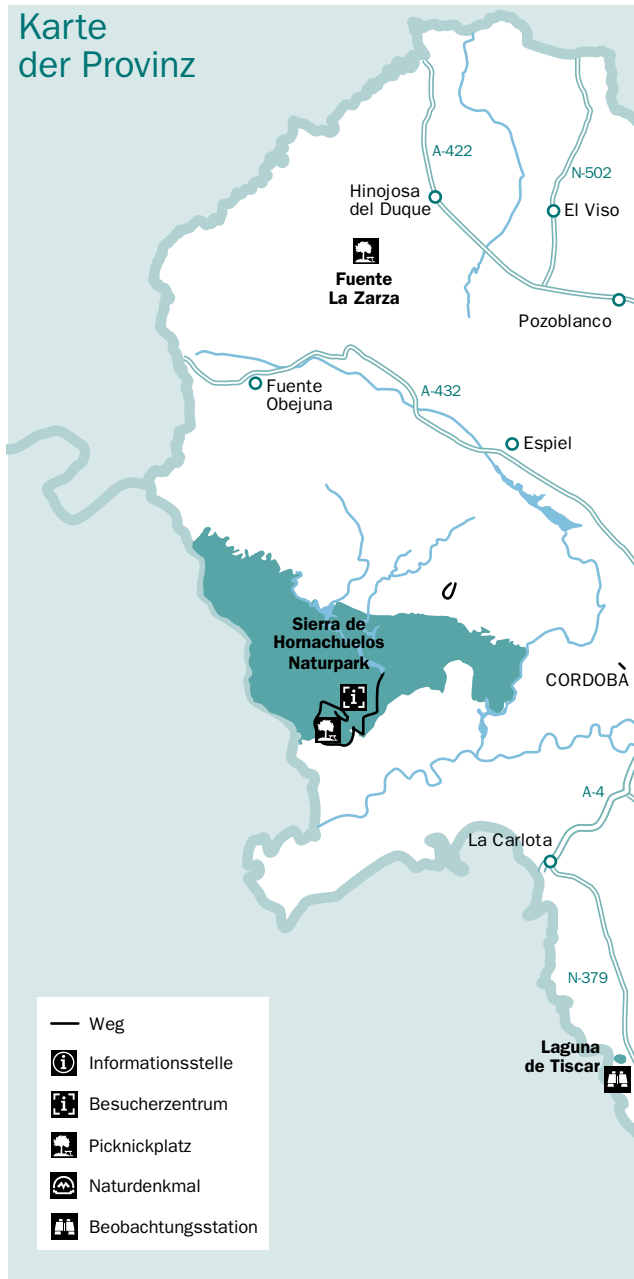 Karte
der Provinz
A-422
N-502
Hinojosa
del Duque
El Viso
Fuente
La Zarza
Pozoblanco
Fuente
Obejuna
A-432
Espiel
Sierra de
Hornachuelos
Naturpark
CORDOBÀ
A-4
La Carlota
N-379
Laguna
de Tiscar
Weg
Informationsstelle
Besucherzentrum
Picknickplatz
Naturdenkmal
Beobachtungsstation